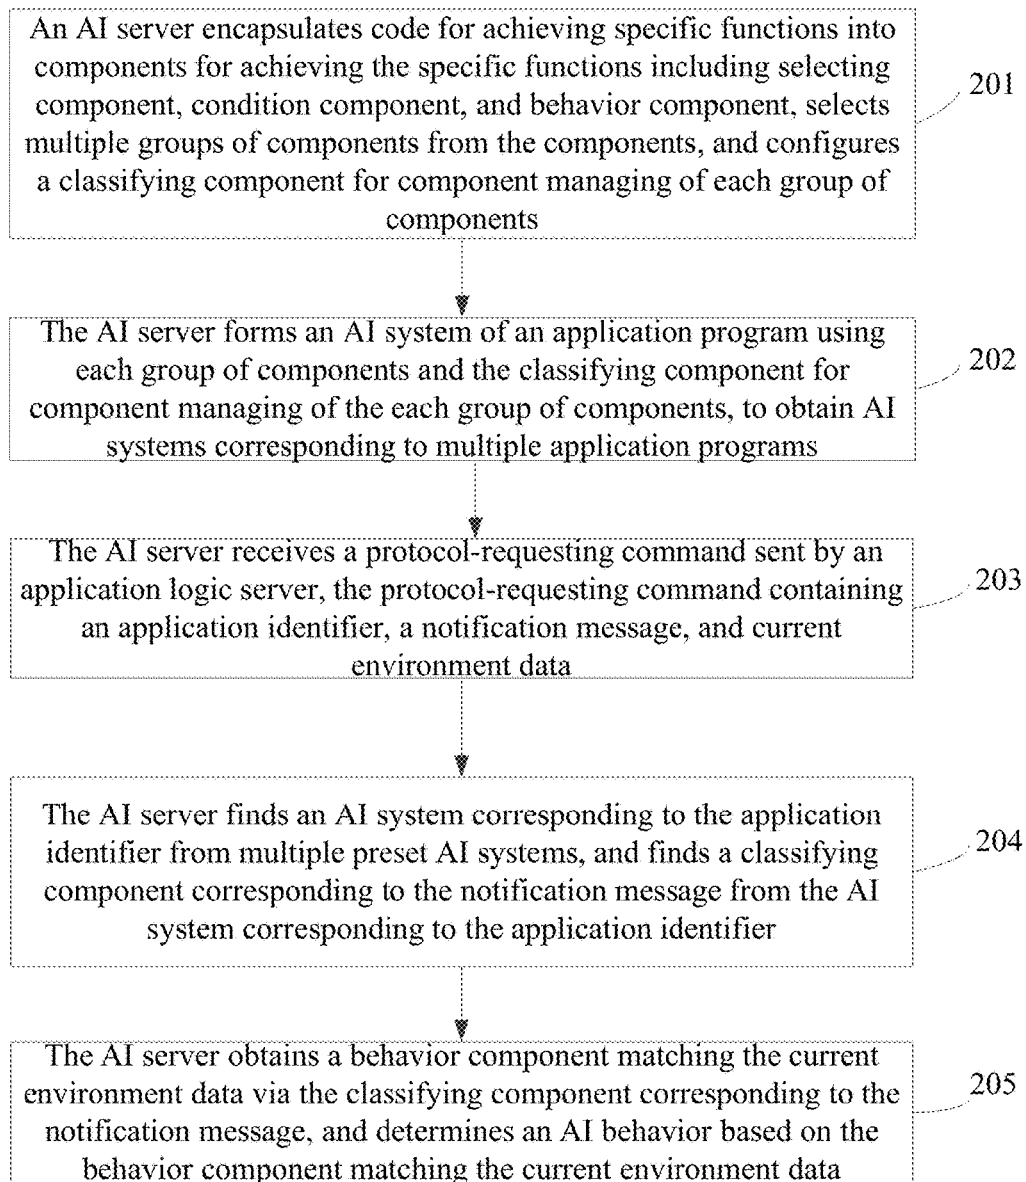 An AI server encapsulates code for achieving specific functions into
components for achieving the specific functions including selecting
component, condition component, and behavior component, selects
multiple groups of components from the components, and configures
a classifying component for component managing of each group of
components
201
The AI server forms an AI system of an application program using
each group of components and the classifying component for
component managing of the each group of components, to obtain AI
systems corresponding to multiple application programs
202
The AI server receives a protocol-requesting command sent by an
application logic server, the protocol-requesting command containing
an application identifier, a notification message, and current
environment data
203
The AI server finds an AI system corresponding to the application
identifier from multiple preset AI systems, and finds a classifying
component corresponding to the notification message from the AI
system corresponding to the application identifier
204
The AI server obtains a behavior component matching the current
environment data via the classifying component corresponding to the
notification message, and determines an AI behavior based on the
behavior component matching the current environment data
205